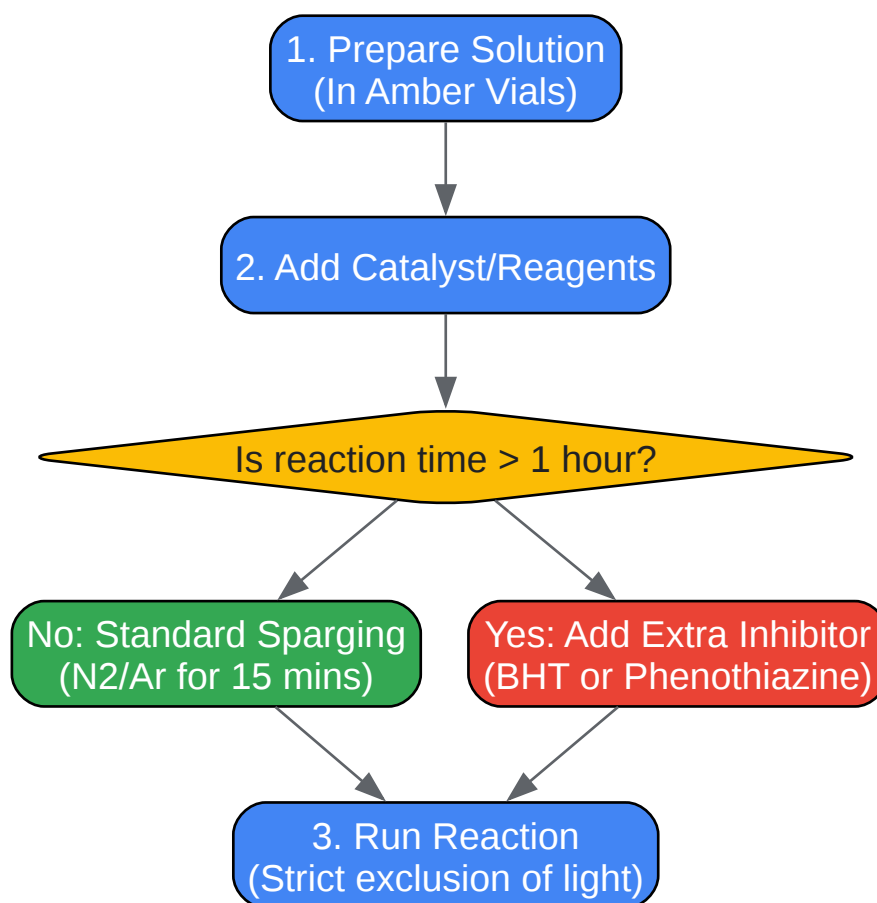 1. Prepare Solution
(In Amber Vials)
2. Add Catalyst/Reagents
Is reaction time > 1 hour?
No: Standard Sparging
(N2/Ar for 15 mins)
Yes: Add Extra Inhibitor
(BHT or Phenothiazine)
3. Run Reaction
(Strict exclusion of light)